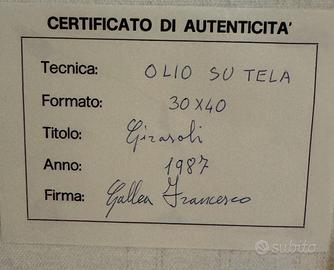 CERTIFICATO DI AUTENTICITA'
Tecnica: OLIO SU TELA
Formato: 30X40
Titolo: Girasoli
Anno: 1987
Firma: Gallea Francesco
subito